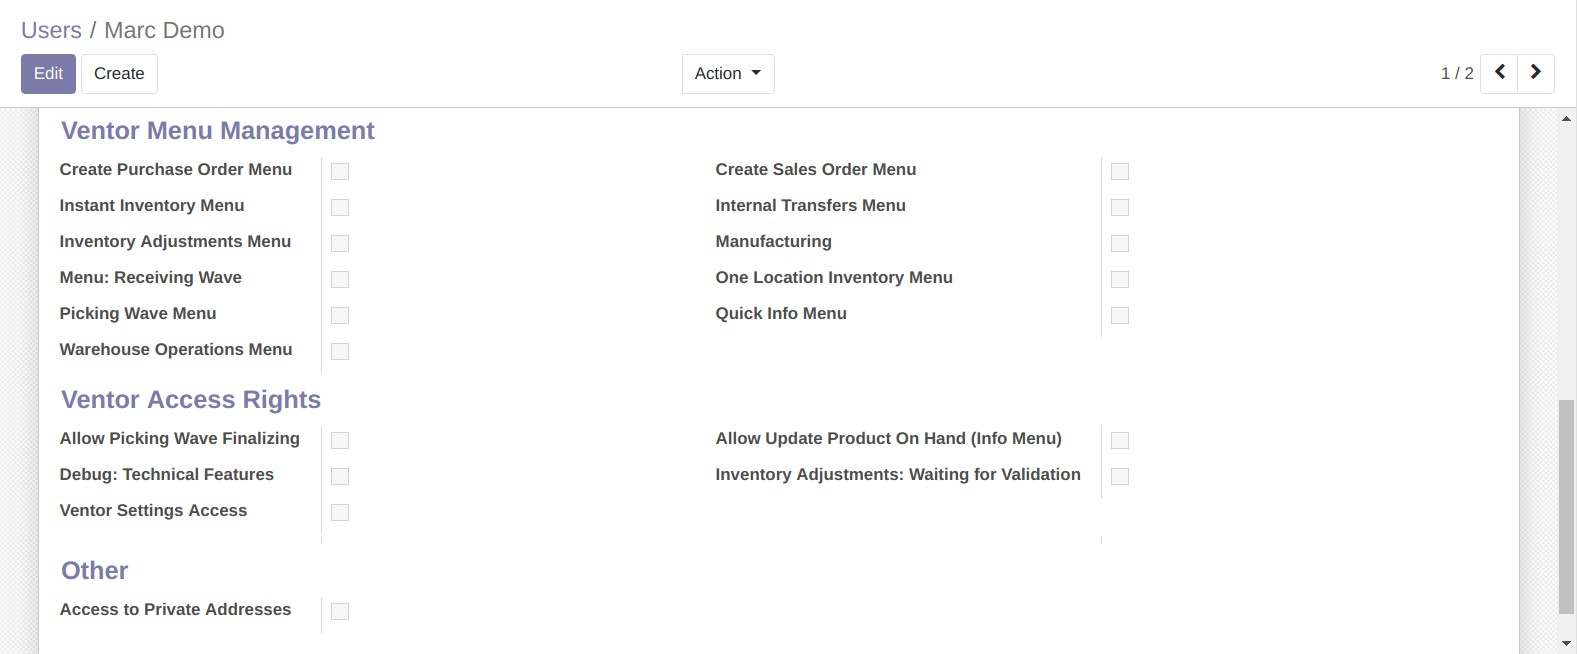 Users / Marc Demo
Edit Create Action 1 / 2
Ventor Menu Management
Create Purchase Order Menu Create Sales Order Menu
Instant Inventory Menu Internal Transfers Menu
Inventory Adjustments Menu Manufacturing
Menu: Receiving Wave One Location Inventory Menu
Picking Wave Menu Quick Info Menu
Warehouse Operations Menu
Ventor Access Rights
Allow Picking Wave Finalizing Allow Update Product On Hand (Info Menu)
Debug: Technical Features Inventory Adjustments: Waiting for Validation
Ventor Settings Access
Other
Access to Private Addresses